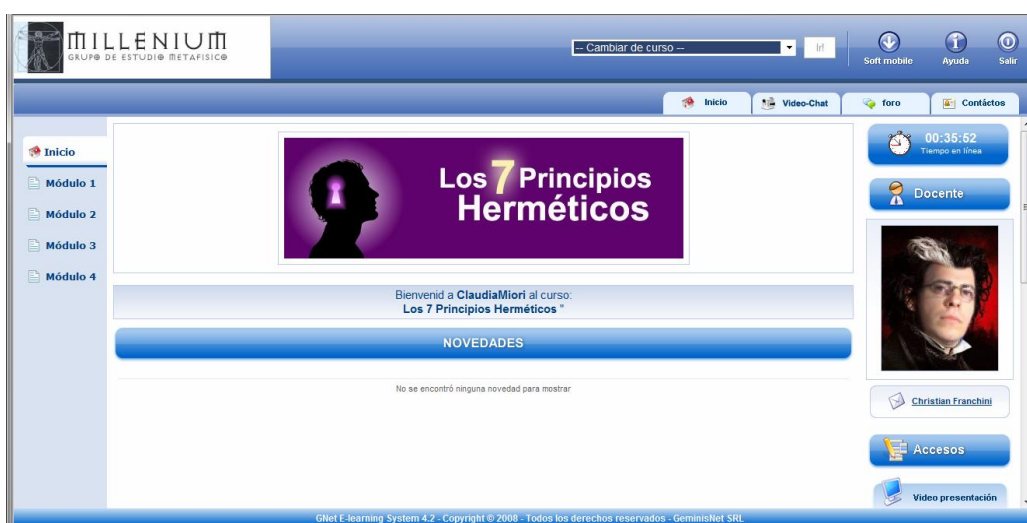 MILLENIUM
GRUPO DE ESTUDIO METAFISICO
-- Cambiar de curso --
Ir!
Soft mobile
Ayuda
Salir
Inicio
Video-Chat
foro
Contáctos
Inicio
Módulo 1
Módulo 2
Módulo 3
Módulo 4
Los 7 Principios
Herméticos
Bienvenid a ClaudiaMiori al curso:
Los 7 Principios Herméticos "
NOVEDADES
No se encontró ninguna novedad para mostrar
00:35:52
Tiempo en línea
Docente
Christian Franchini
Accesos
Video presentación
GNet E-learning System 4.2 - Copyright © 2008 - Todos los derechos reservados - GeminisNet SRL